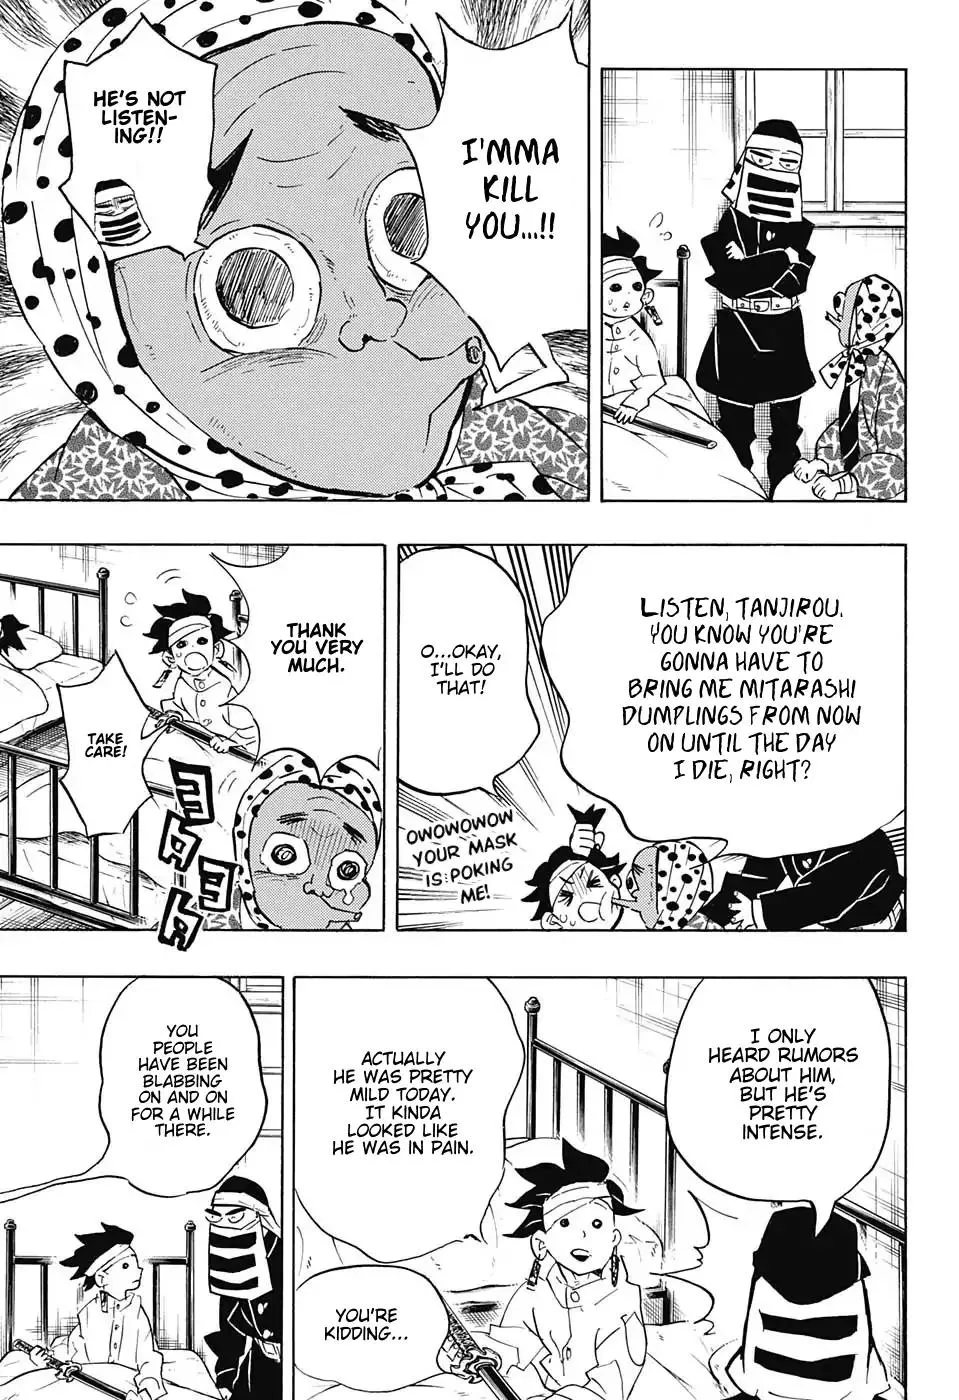 I'MMA
KILL
YOU...!!
HE'S NOT
LISTEN-
ING!!
LISTEN, TANJIROU.
YOU KNOW YOU'RE
GONNA HAVE TO
BRING ME MITARASHI
DUMPLINGS FROM NOW
ON UNTIL THE DAY
I DIE, RIGHT?
O...OKAY,
I'LL DO
THAT!
OWOWOWOW
YOUR MASK
IS POKING
ME!
THANK
YOU VERY
MUCH.
TAKE
CARE!
ヨタ
ヨタ
I ONLY
HEARD RUMORS
ABOUT HIM,
BUT HE'S
PRETTY
INTENSE.
ACTUALLY
HE WAS PRETTY
MILD TODAY.
IT KINDA
LOOKED LIKE
HE WAS IN PAIN.
YOU'RE
KIDDING...
YOU
PEOPLE
HAVE BEEN
BLABBING
ON AND ON
FOR A WHILE
THERE.